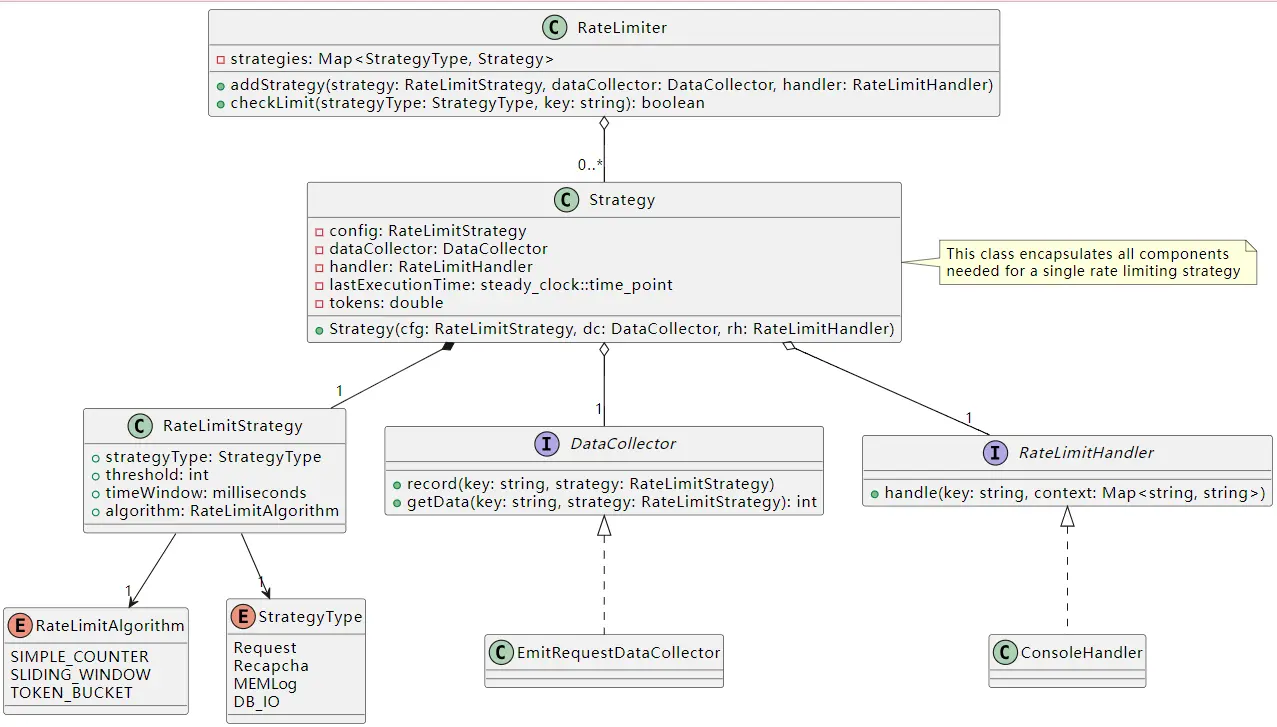 C RateLimiter
strategies: Map<StrategyType, Strategy>
addStrategy(strategy: RateLimitStrategy, dataCollector: DataCollector, handler: RateLimitHandler)
checkLimit(strategyType: StrategyType, key: string): boolean
0..*
C Strategy
config: RateLimitStrategy
dataCollector: DataCollector
handler: RateLimitHandler
lastExecutionTime: steady_clock::time_point
tokens: double
Strategy(cfg: RateLimitStrategy, dc: DataCollector, rh: RateLimitHandler)
This class encapsulates all components
needed for a single rate limiting strategy
1
1
1
C RateLimitStrategy
strategyType: StrategyType
threshold: int
timeWindow: milliseconds
algorithm: RateLimitAlgorithm
I DataCollector
record(key: string, strategy: RateLimitStrategy)
getData(key: string, strategy: RateLimitStrategy): int
I RateLimitHandler
handle(key: string, context: Map<string, string>)
1
1
E RateLimitAlgorithm
SIMPLE_COUNTER
SLIDING_WINDOW
TOKEN_BUCKET
E StrategyType
Request
Recapcha
MEMLog
DB_IO
C EmitRequestDataCollector
C ConsoleHandler